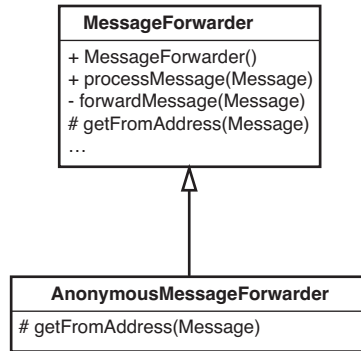 MessageForwarder
+ MessageForwarder()
+ processMessage(Message)
- forwardMessage(Message)
# getFromAddress(Message)
...
AnonymousMessageForwarder
# getFromAddress(Message)